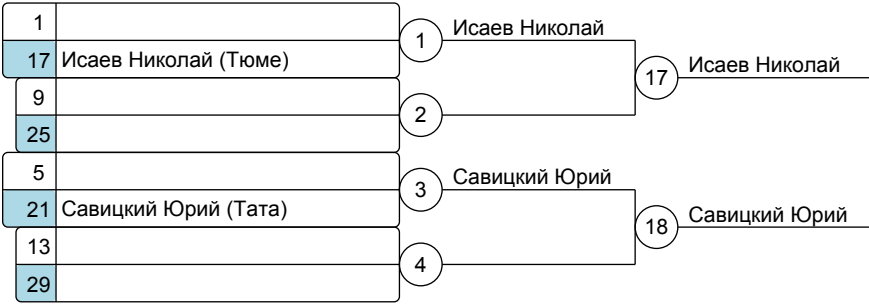 1
1 Исаев Николай
17 Исаев Николай (Тюме)
17 Исаев Николай
9
2
25
5
3 Савицкий Юрий
21 Савицкий Юрий (Тата)
18 Савицкий Юрий
13
4
29